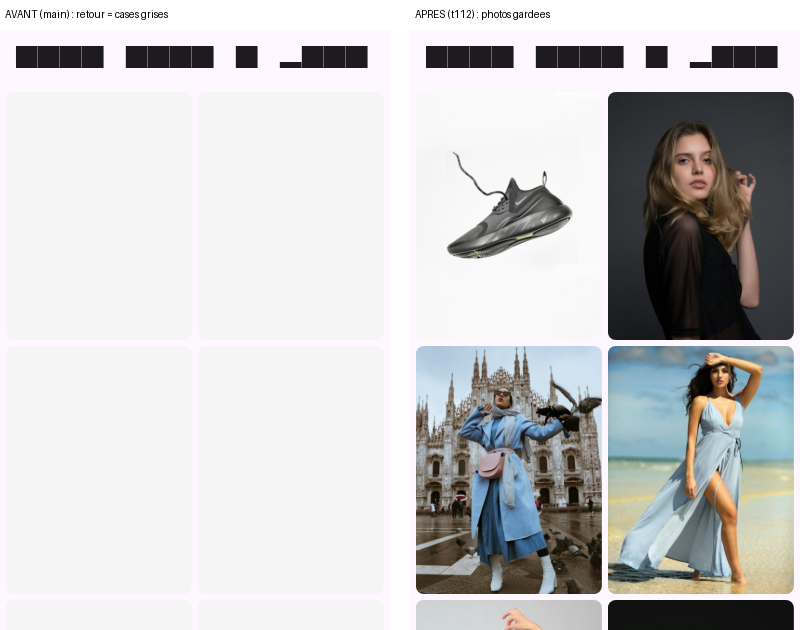 AVANT (main) : retour = cases grises
APRES (t112) : photos gardees